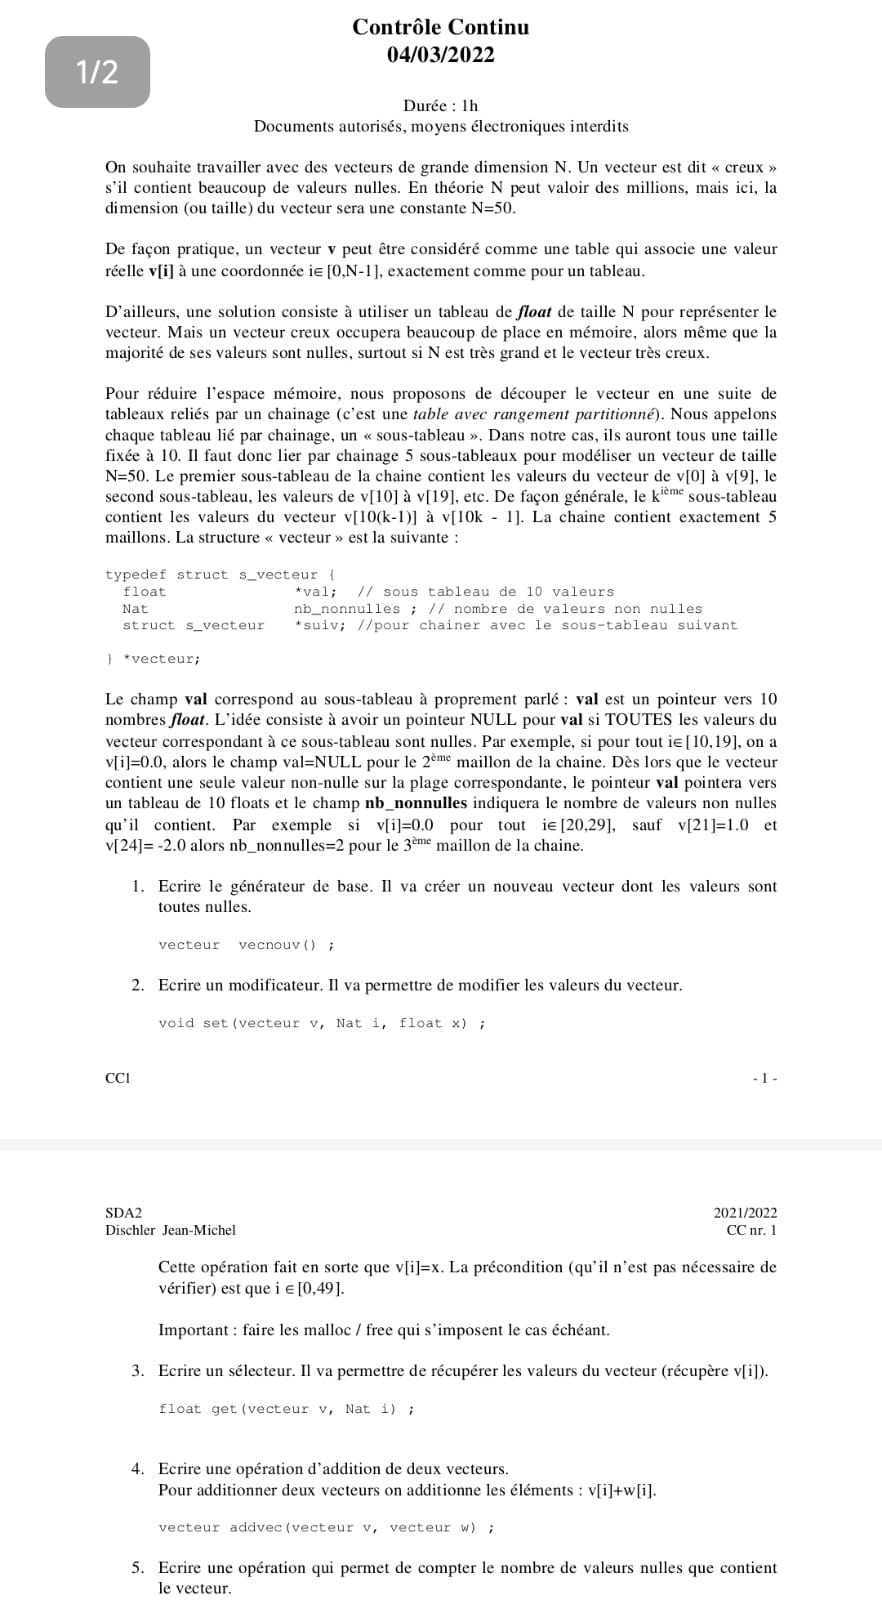 Contrôle Continu
04/03/2022
1/2
Durée : 1h
Documents autorisés, moyens électroniques interdits
On souhaite travailler avec des vecteurs de grande dimension N. Un vecteur est dit « creux »
s’il contient beaucoup de valeurs nulles. En théorie N peut valoir des millions, mais ici, la
dimension (ou taille) du vecteur sera une constante N=50.
De façon pratique, un vecteur v peut être considéré comme une table qui associe une valeur
réelle v[i] à une coordonnée i∈[0,N-1], exactement comme pour un tableau.
D’ailleurs, une solution consiste à utiliser un tableau de float de taille N pour représenter le
vecteur. Mais un vecteur creux occupera beaucoup de place en mémoire, alors même que la
majorité de ses valeurs sont nulles, surtout si N est très grand et le vecteur très creux.
Pour réduire l’espace mémoire, nous proposons de découper le vecteur en une suite de
tableaux reliés par un chainage (c’est une table avec rangement partitionné). Nous appelons
chaque tableau lié par chainage, un « sous-tableau ». Dans notre cas, ils auront tous une taille
fixée à 10. Il faut donc lier par chainage 5 sous-tableaux pour modéliser un vecteur de taille
N=50. Le premier sous-tableau de la chaine contient les valeurs du vecteur de v[0] à v[9], le
second sous-tableau, les valeurs de v[10] à v[19], etc. De façon générale, le kième sous-tableau
contient les valeurs du vecteur v[10(k-1)] à v[10k - 1]. La chaine contient exactement 5
maillons. La structure « vecteur » est la suivante :
typedef struct s_vecteur {
float *val; // sous tableau de 10 valeurs
Nat nb_nonnulles ; // nombre de valeurs non nulles
struct s_vecteur *suiv; //pour chainer avec le sous-tableau suivant
} *vecteur;
Le champ val correspond au sous-tableau à proprement parlé : val est un pointeur vers 10
nombres float. L’idée consiste à avoir un pointeur NULL pour val si TOUTES les valeurs du
vecteur correspondant à ce sous-tableau sont nulles. Par exemple, si pour tout i∈[10,19], on a
v[i]=0.0, alors le champ val=NULL pour le 2ème maillon de la chaine. Dès lors que le vecteur
contient une seule valeur non-nulle sur la plage correspondante, le pointeur val pointera vers
un tableau de 10 floats et le champ nb_nonnulles indiquera le nombre de valeurs non nulles
qu’il contient. Par exemple si v[i]=0.0 pour tout i∈[20,29], sauf v[21]=1.0 et
v[24]= -2.0 alors nb_nonnulles=2 pour le 3ème maillon de la chaine.
1. Ecrire le générateur de base. Il va créer un nouveau vecteur dont les valeurs sont
toutes nulles.
vecteur vecnouv() ;
2. Ecrire un modificateur. Il va permettre de modifier les valeurs du vecteur.
void set(vecteur v, Nat i, float x) ;
CC1 - 1 -
SDA2 2021/2022
Dischler Jean-Michel CC nr. 1
Cette opération fait en sorte que v[i]=x. La précondition (qu’il n’est pas nécessaire de
vérifier) est que i ∈[0,49].
Important : faire les malloc / free qui s’imposent le cas échéant.
3. Ecrire un sélecteur. Il va permettre de récupérer les valeurs du vecteur (récupère v[i]).
float get(vecteur v, Nat i) ;
4. Ecrire une opération d’addition de deux vecteurs.
Pour additionner deux vecteurs on additionne les éléments : v[i]+w[i].
vecteur addvec(vecteur v, vecteur w) ;
5. Ecrire une opération qui permet de compter le nombre de valeurs nulles que contient
le vecteur.